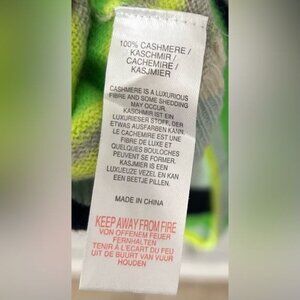 100% CASHMERE /
KASCHMIR /
CACHEMIRE /
KASJMIER
CASHMERE IS A LUXURIOUS
FIBRE AND SOME SHEDDING
MAY OCCUR.
KASCHMIR IST EIN
LUXURIESER STOFF, DER
ETWAS AUSFARBEN KANN.
LE CACHEMIRE EST UNE
FIBRE DE LUXE ET
QUELQUES BOULOCHES
PEUVENT SE FORMER.
KASJMIER IS EEN
LUXUEUZE VEZEL EN KAN
EEN BEETJE PILLEN.
MADE IN CHINA
KEEP AWAY FROM FIRE
VON OFFENEM FEUER
FERNHALTEN
TENIR À L'ÉCART DU FEU
UIT DE BUURT VAN VUUR
HOUDEN